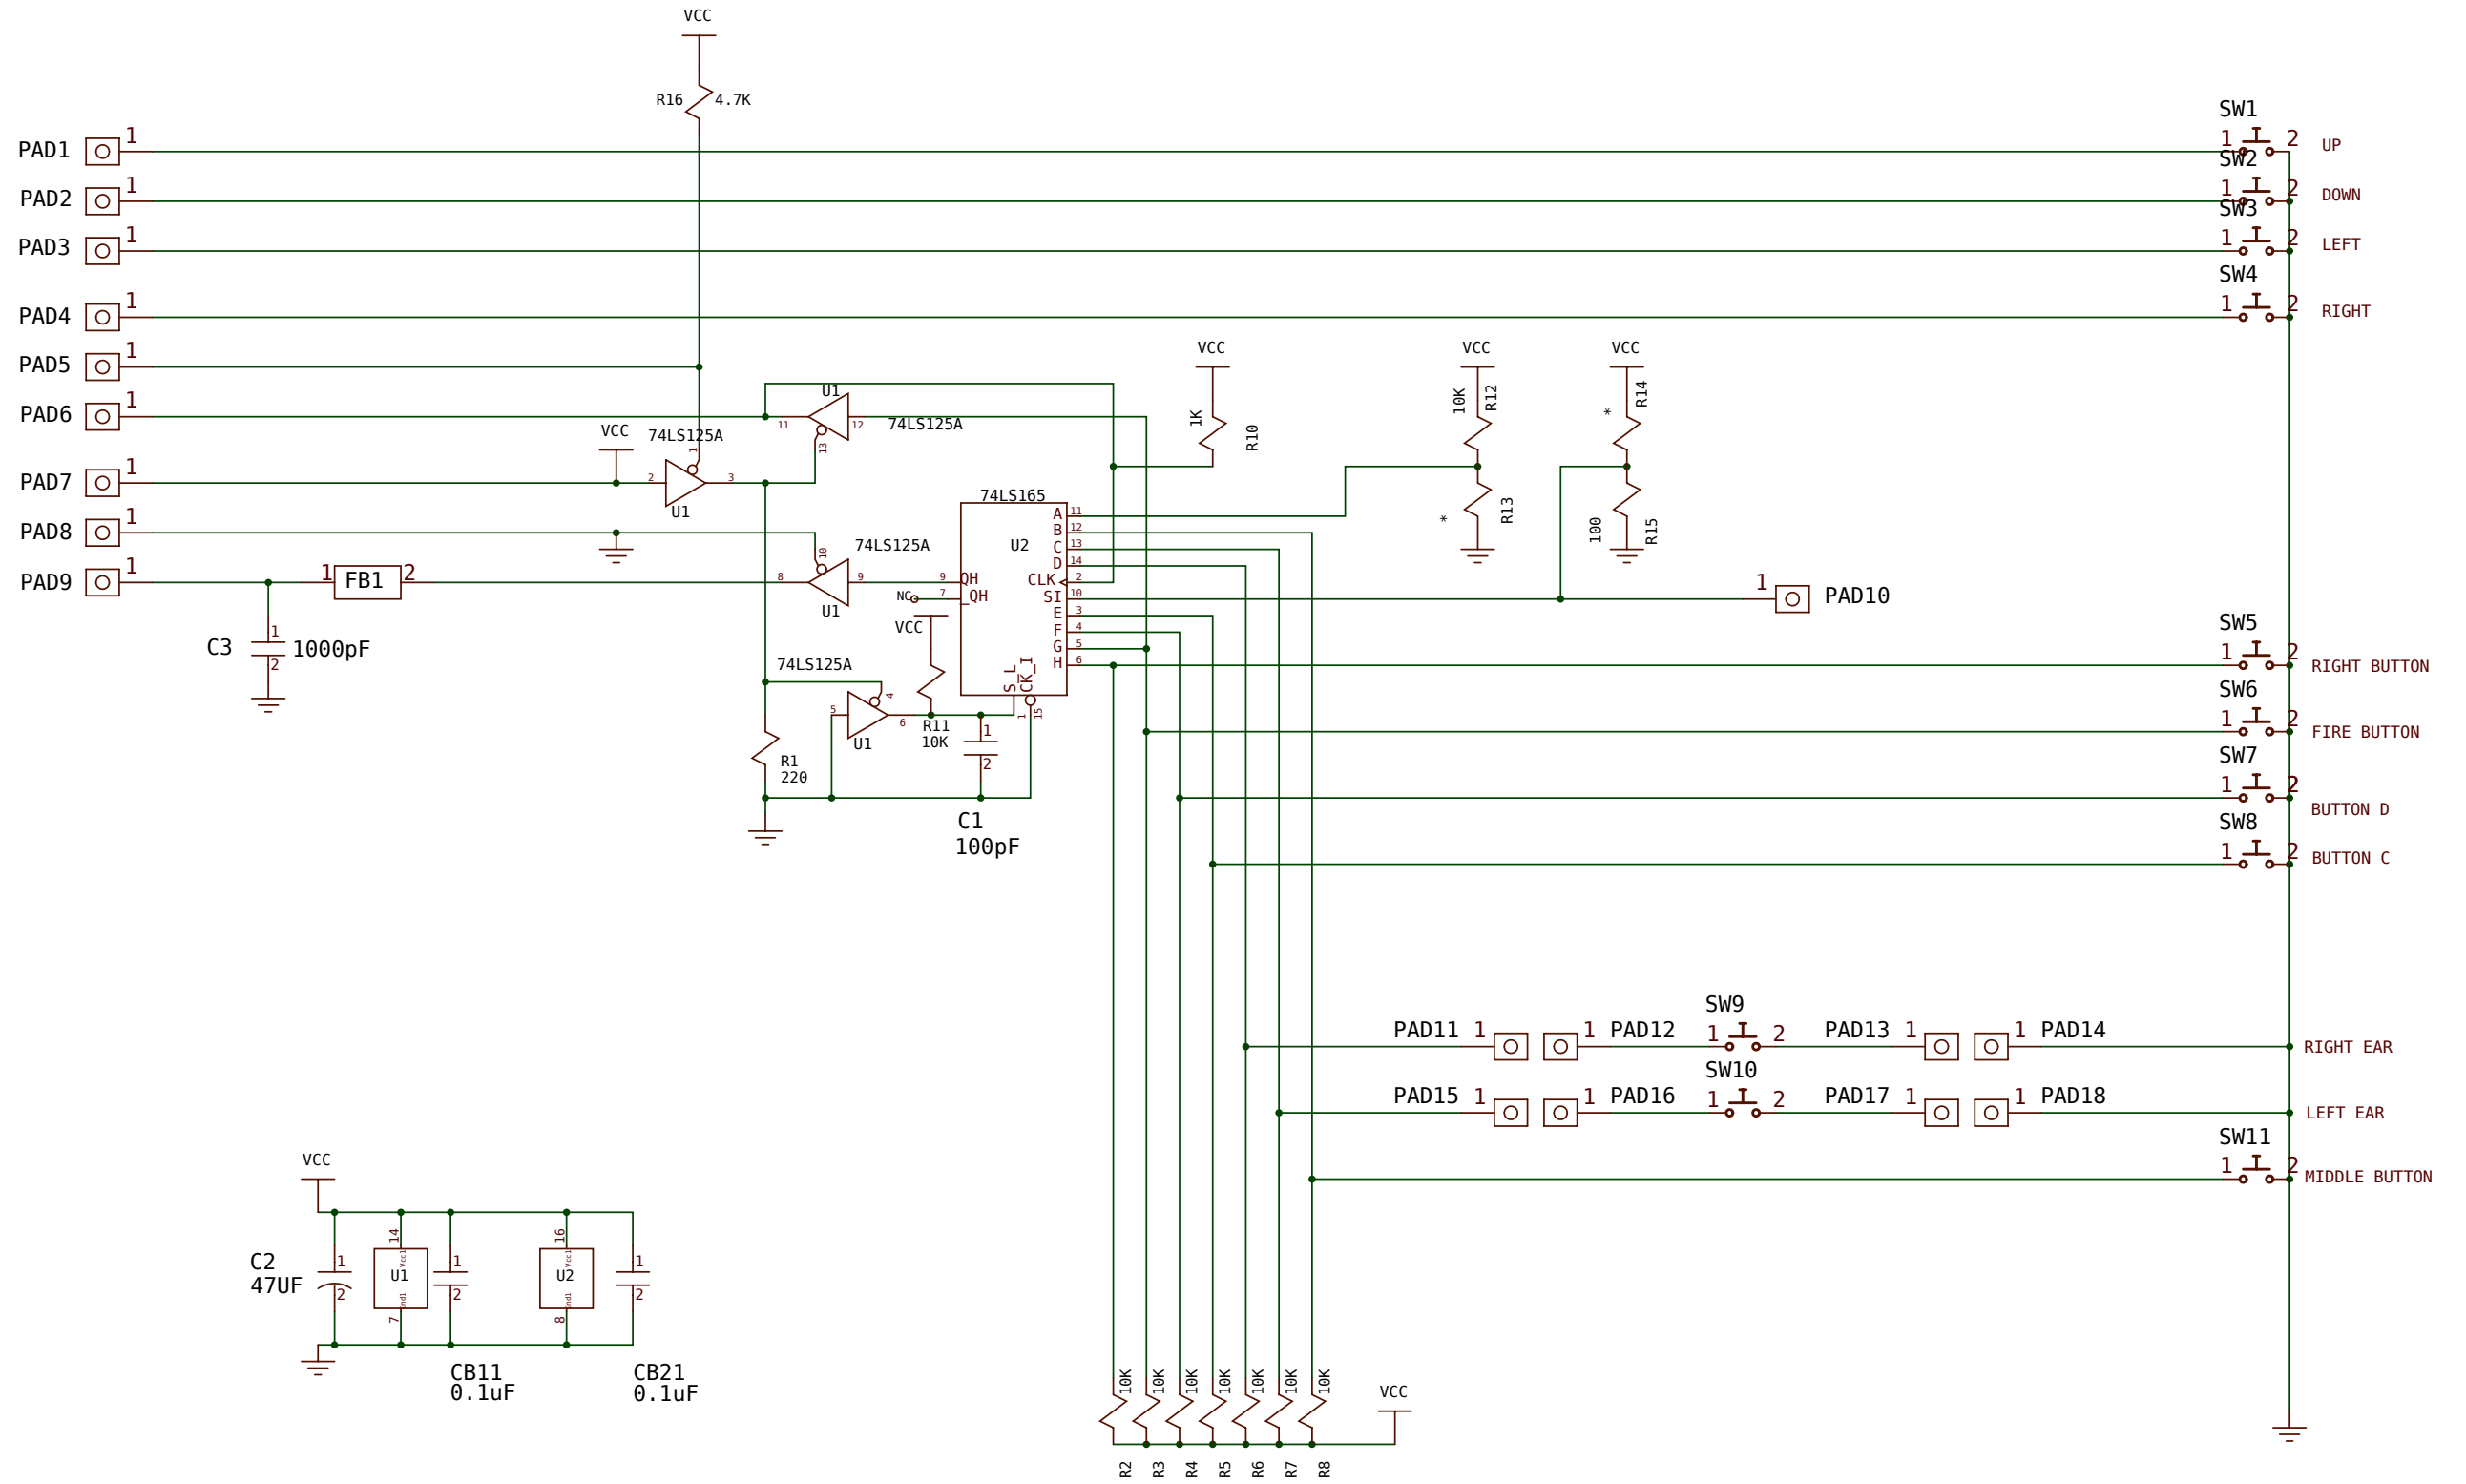 VCC
R16 4.7K
SW1
PAD1 1 1 2 UP
SW2
PAD2 1 1 2 DOWN
SW3
PAD3 1 1 2 LEFT
SW4
PAD4 1 1 2 RIGHT
PAD5 1
VCC VCC VCC
1K R10
10K R12
* R14
PAD6 1
U1
11 12 13 74LS125A
VCC 74LS125A
PAD7 1 2 1 3
U1
* R13
100 R15
PAD8 1
74LS125A
10
PAD9 1 1 FB1 2 8 9
U1
74LS165
U2
A 11
B 12
C 13
D 14
CLK 2
SI 10
E 3
F 4
G 5
H 6
9 QH
NC 7 _QH
S_L 1
CK_I 15
1 PAD10
VCC
C3 1 1000pF
2
74LS125A
5 4 6
U1
R11
10K
1
2
R1
220
C1
100pF
SW5
1 2 RIGHT BUTTON
SW6
1 2 FIRE BUTTON
SW7
1 2 BUTTON D
SW8
1 2 BUTTON C
SW9
PAD11 1 1 PAD12 1 2 PAD13 1 1 PAD14 RIGHT EAR
SW10
PAD15 1 1 PAD16 1 2 PAD17 1 1 PAD18 LEFT EAR
SW11
1 2 MIDDLE BUTTON
VCC
14 16
Vcc1 Vcc1
C2 1 U1 1 U2 1
47UF 2 2 2
Gnd1 Gnd1
7 8
CB11 CB21
0.1uF 0.1uF
10K 10K 10K 10K 10K 10K 10K VCC
R2 R3 R4 R5 R6 R7 R8